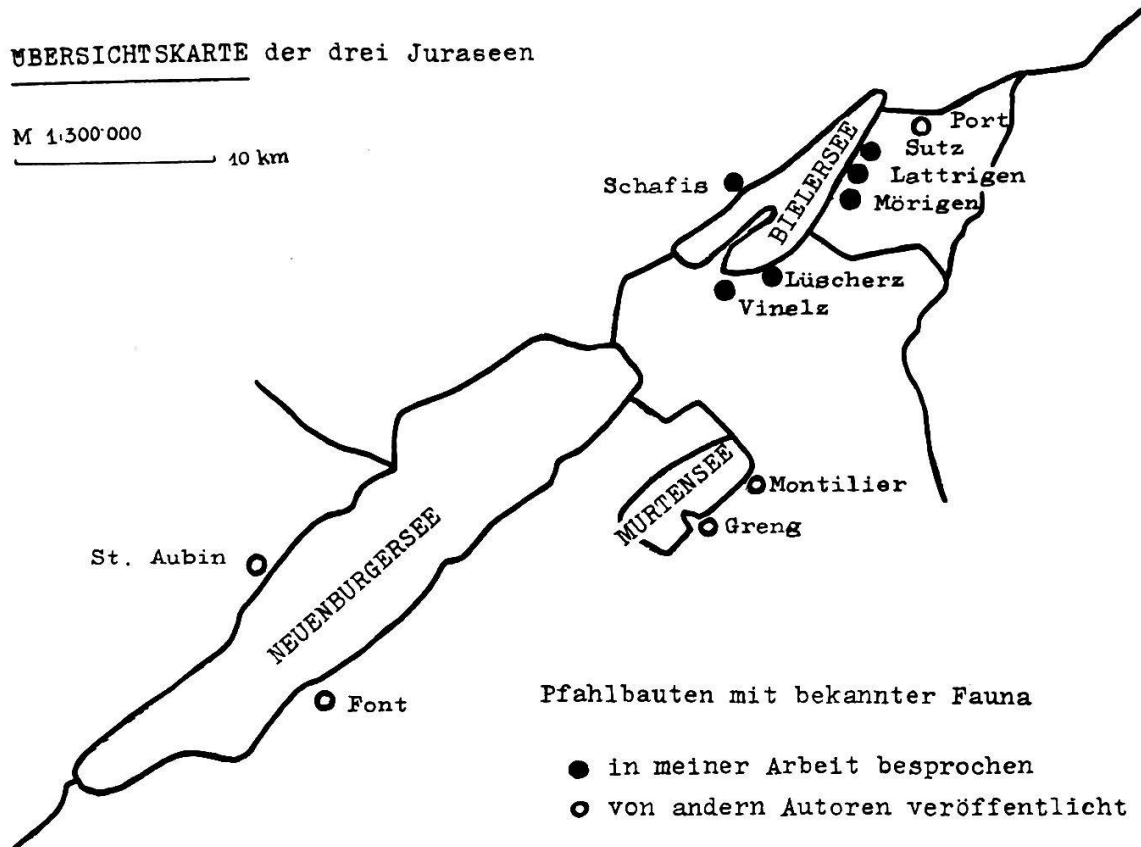 ÜBERSICHTSKARTE der drei Juraseen
M 1:300'000
10 km
Port
Sutz
Lattrigen
Mörigen
Schafis
BIELERSEE
Lüscherz
Vinelz
MURTENSEE
Montilier
Greng
St. Aubin
NEUENBURGERSEE
Font
Pfahlbauten mit bekannter Fauna
in meiner Arbeit besprochen
von andern Autoren veröffentlicht